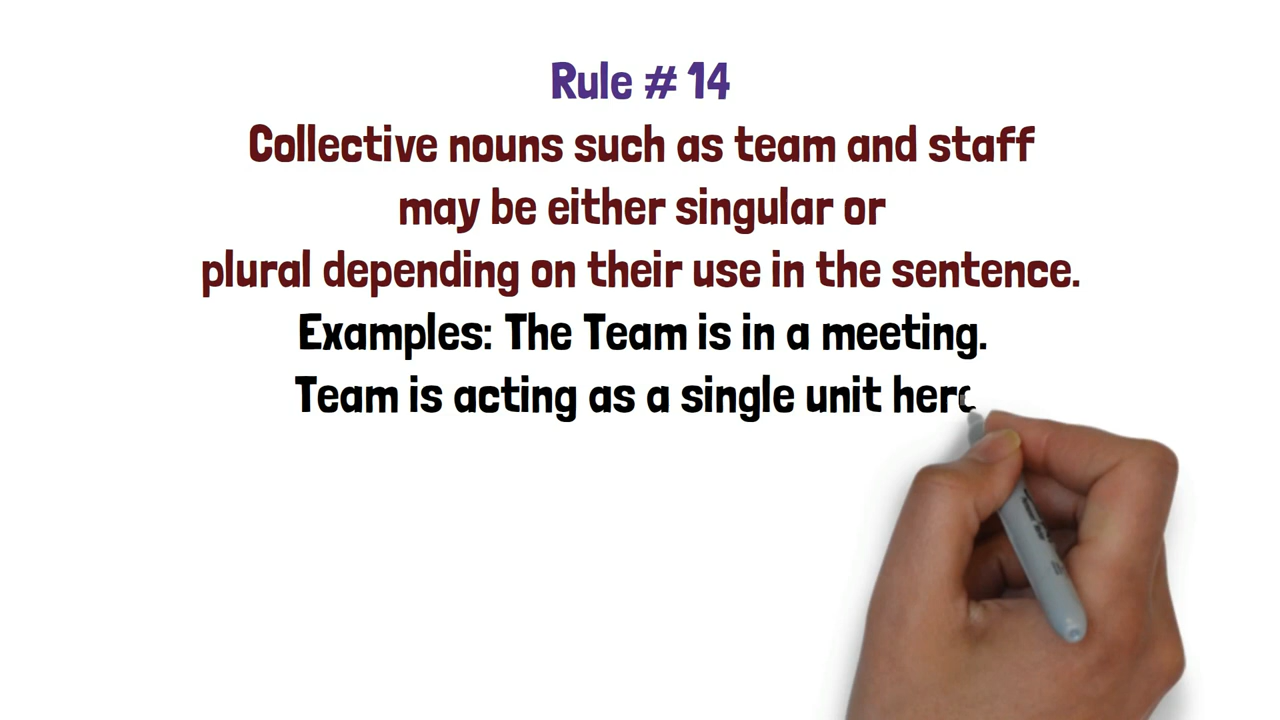 Rule # 14
Collective nouns such as team and staff
may be either singular or
plural depending on their use in the sentence.
Examples: The Team is in a meeting.
Team is acting as a single unit here